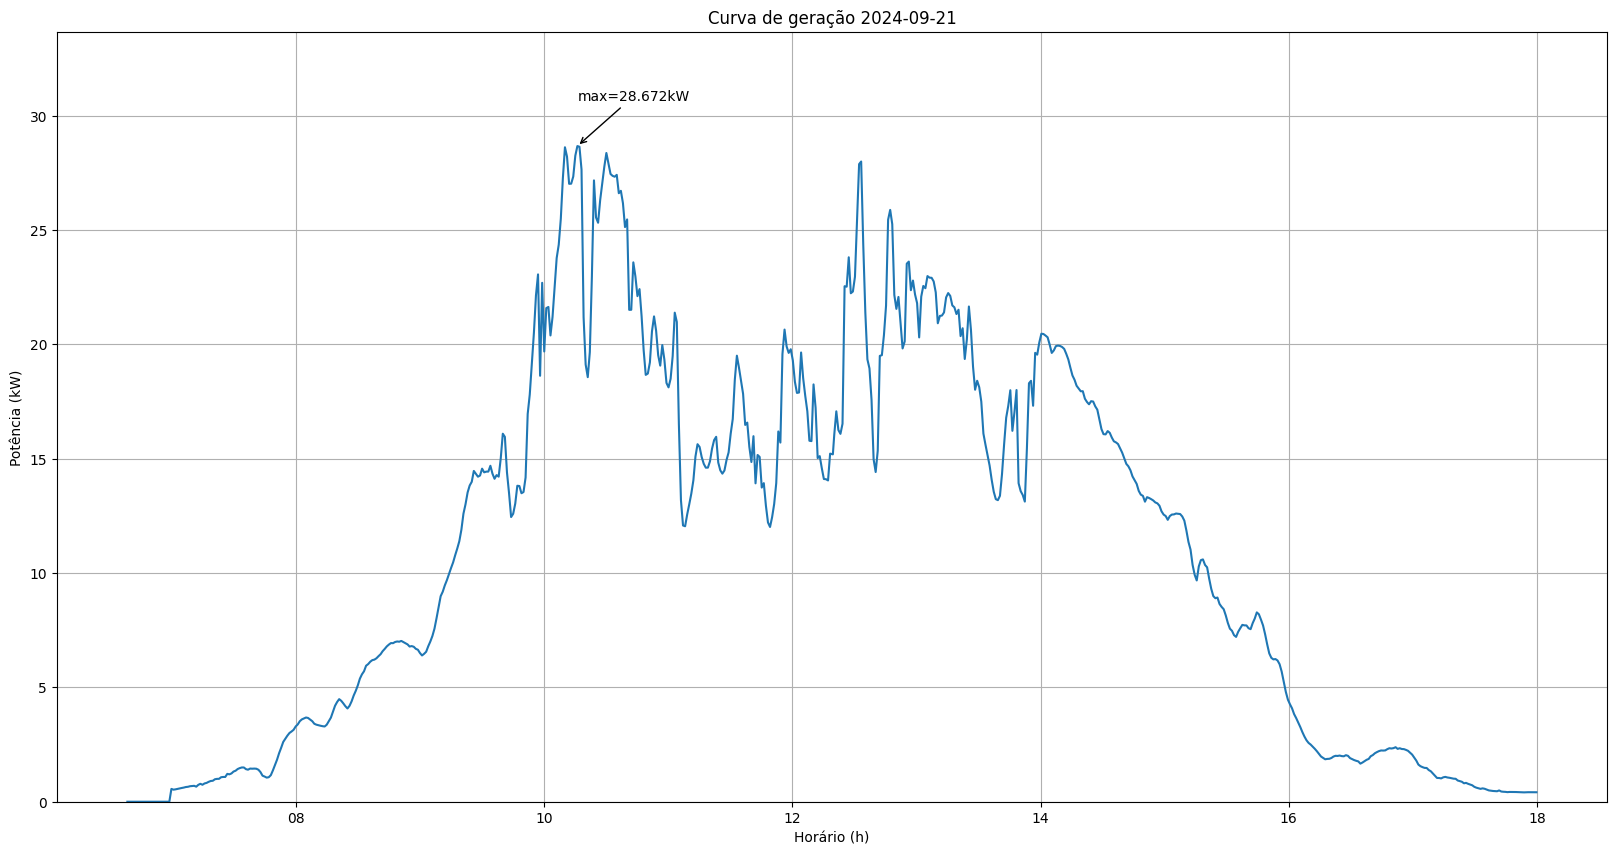 Curva de geração 2024-09-21
max=28.672kW
30
25
20
15
10
5
0
Potência (kW)
08 10 12 14 16 18
Horário (h)